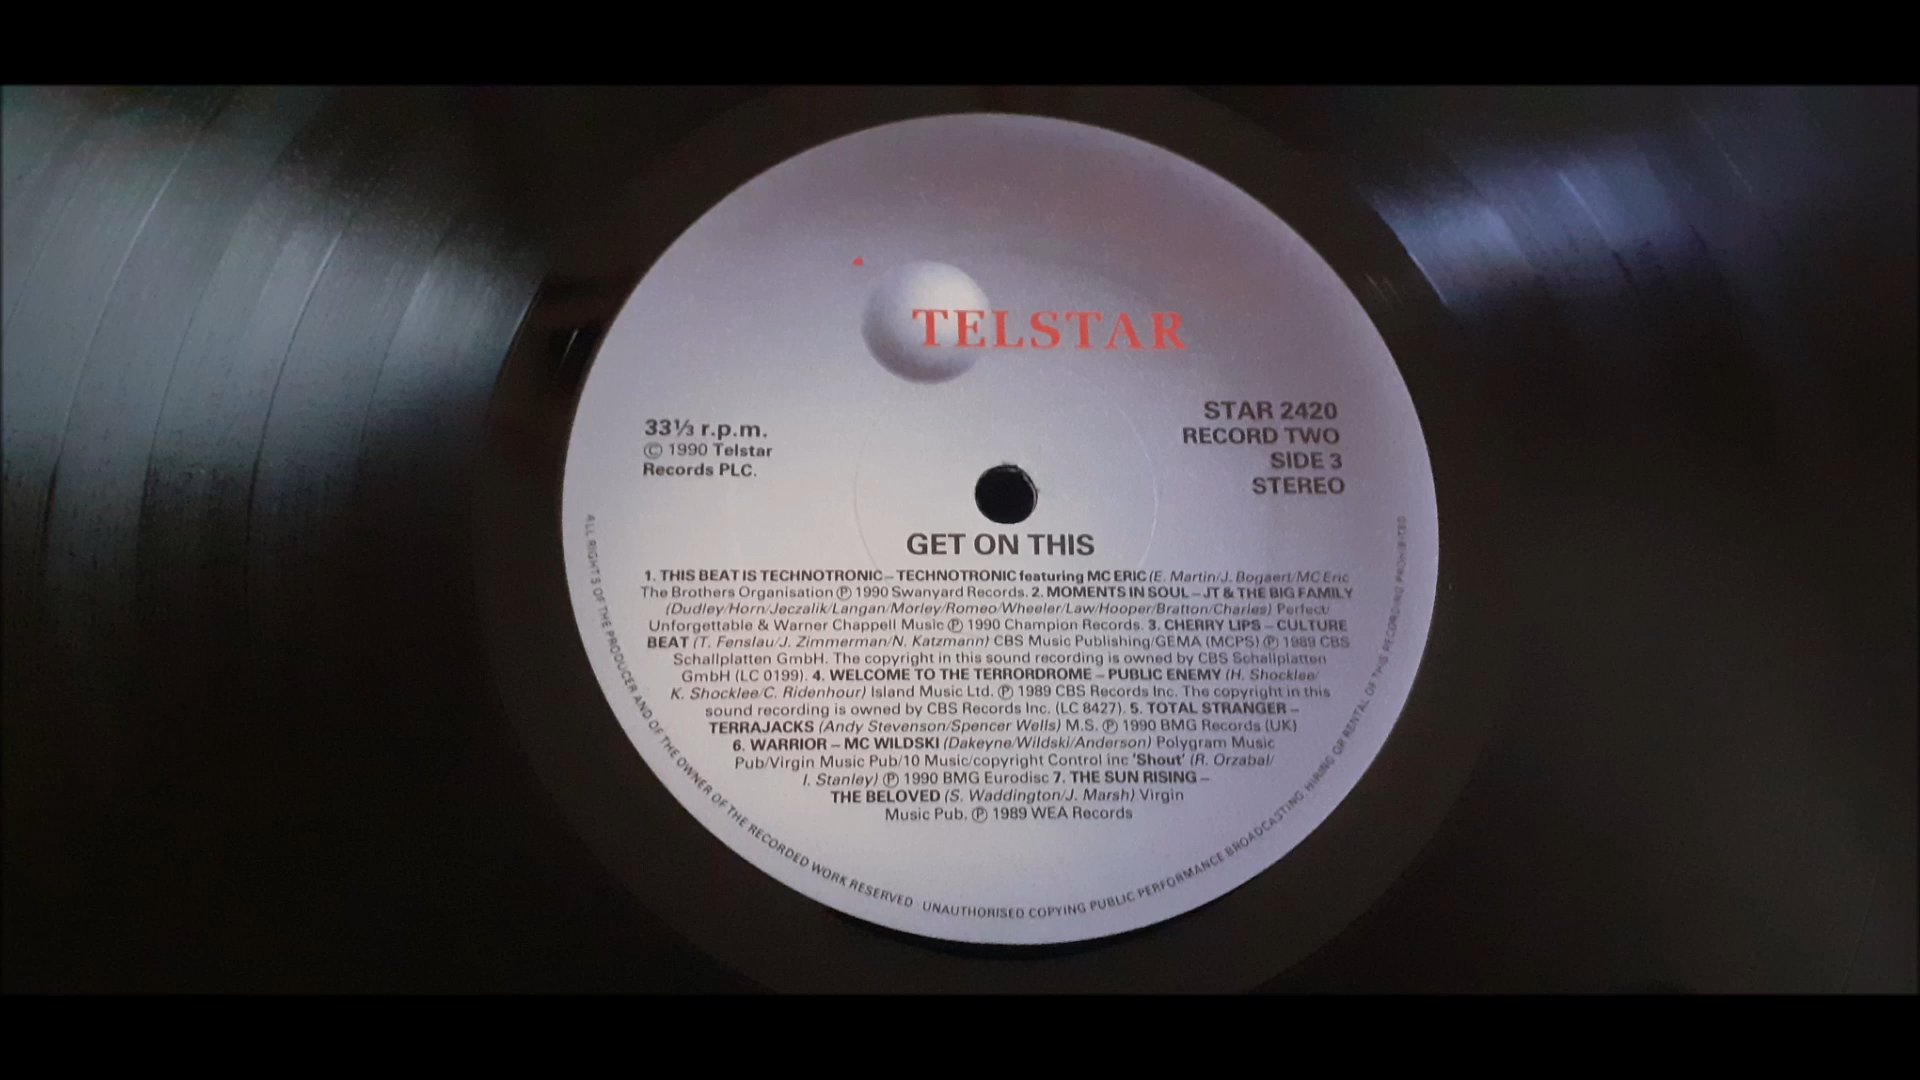 TELSTAR
33⅓ r.p.m.
© 1990 Telstar
Records PLC.
STAR 2420
RECORD TWO
SIDE 3
STEREO
GET ON THIS
1. THIS BEAT IS TECHNOTRONIC – TECHNOTRONIC featuring MC ERIC (E. Martin/J. Bogaert/MC Eric
The Brothers Organisation ℗ 1990 Swanyard Records. 2. MOMENTS IN SOUL – JT & THE BIG FAMILY
(Dudley/Horn/Jeczalik/Langan/Morley/Romeo/Wheeler/Law/Hooper/Bratton/Charles) Perfect/
Unforgettable & Warner Chappell Music ℗ 1990 Champion Records. 3. CHERRY LIPS – CULTURE
BEAT (T. Fenslau/J. Zimmerman/N. Katzmann) CBS Music Publishing/GEMA (MCPS) ℗ 1989 CBS
Schallplatten GmbH. The copyright in this sound recording is owned by CBS Schallplatten
GmbH (LC 0199). 4. WELCOME TO THE TERRORDROME – PUBLIC ENEMY (H. Shocklee/
K. Shocklee/C. Ridenhour) Island Music Ltd. ℗ 1989 CBS Records Inc. The copyright in this
sound recording is owned by CBS Records Inc. (LC 8427). 5. TOTAL STRANGER –
TERRAJACKS (Andy Stevenson/Spencer Wells) M.S. ℗ 1990 BMG Records (UK)
6. WARRIOR – MC WILDSKI (Dakeyne/Wildski/Anderson) Polygram Music
Pub/Virgin Music Pub/10 Music/copyright Control inc 'Shout' (R. Orzabal/
I. Stanley) ℗ 1990 BMG Eurodisc 7. THE SUN RISING –
THE BELOVED (S. Waddington/J. Marsh) Virgin
Music Pub. ℗ 1989 WEA Records
ALL RIGHTS OF THE PRODUCER AND OF THE OWNER OF THE RECORDED WORK RESERVED · UNAUTHORISED COPYING PUBLIC PERFORMANCE BROADCASTING HIRING OR RENTAL OF THIS RECORDING PROHIBITED